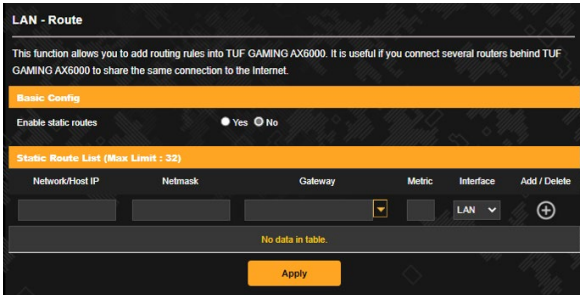 LAN - Route
This function allows you to add routing rules into TUF GAMING AX6000. It is useful if you connect several routers behind TUF
GAMING AX6000 to share the same connection to the Internet.
Basic Config
Enable static routes Yes No
Static Route List (Max Limit : 32)
Network/Host IP Netmask Gateway Metric Interface Add / Delete
LAN
No data in table.
Apply